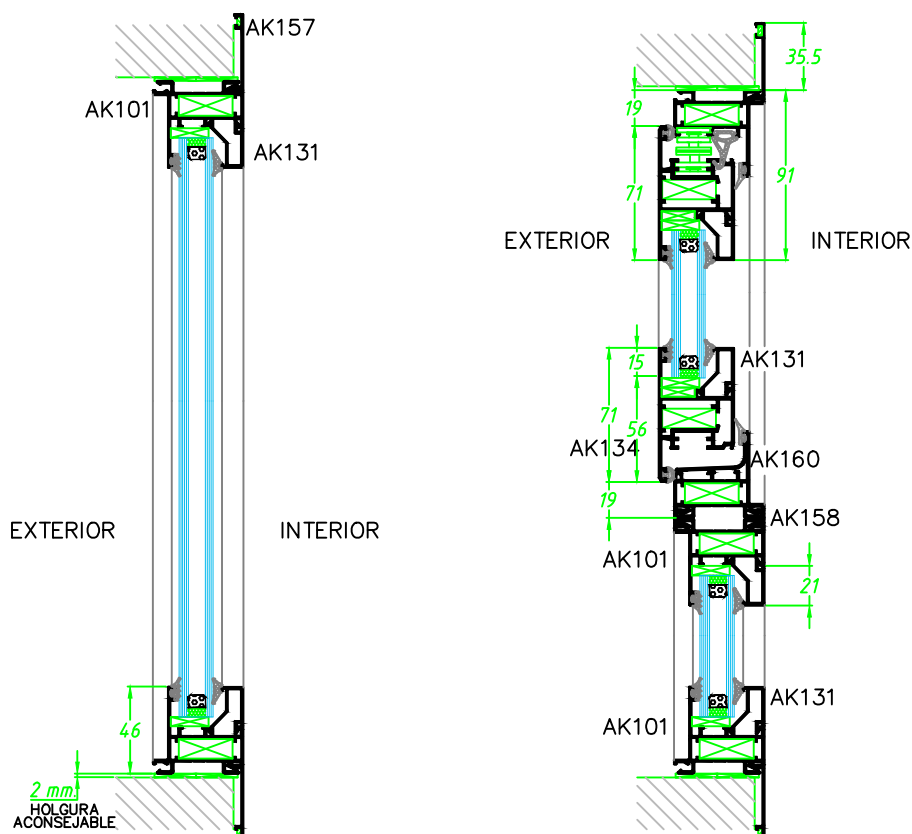 AK157
AK101
AK131
EXTERIOR
INTERIOR
46
2 mm.
HOLGURA
ACONSEJABLE
35.5
19
71
91
EXTERIOR
INTERIOR
15
AK131
71
56
AK134
AK160
19
AK158
AK101
21
AK131
AK101